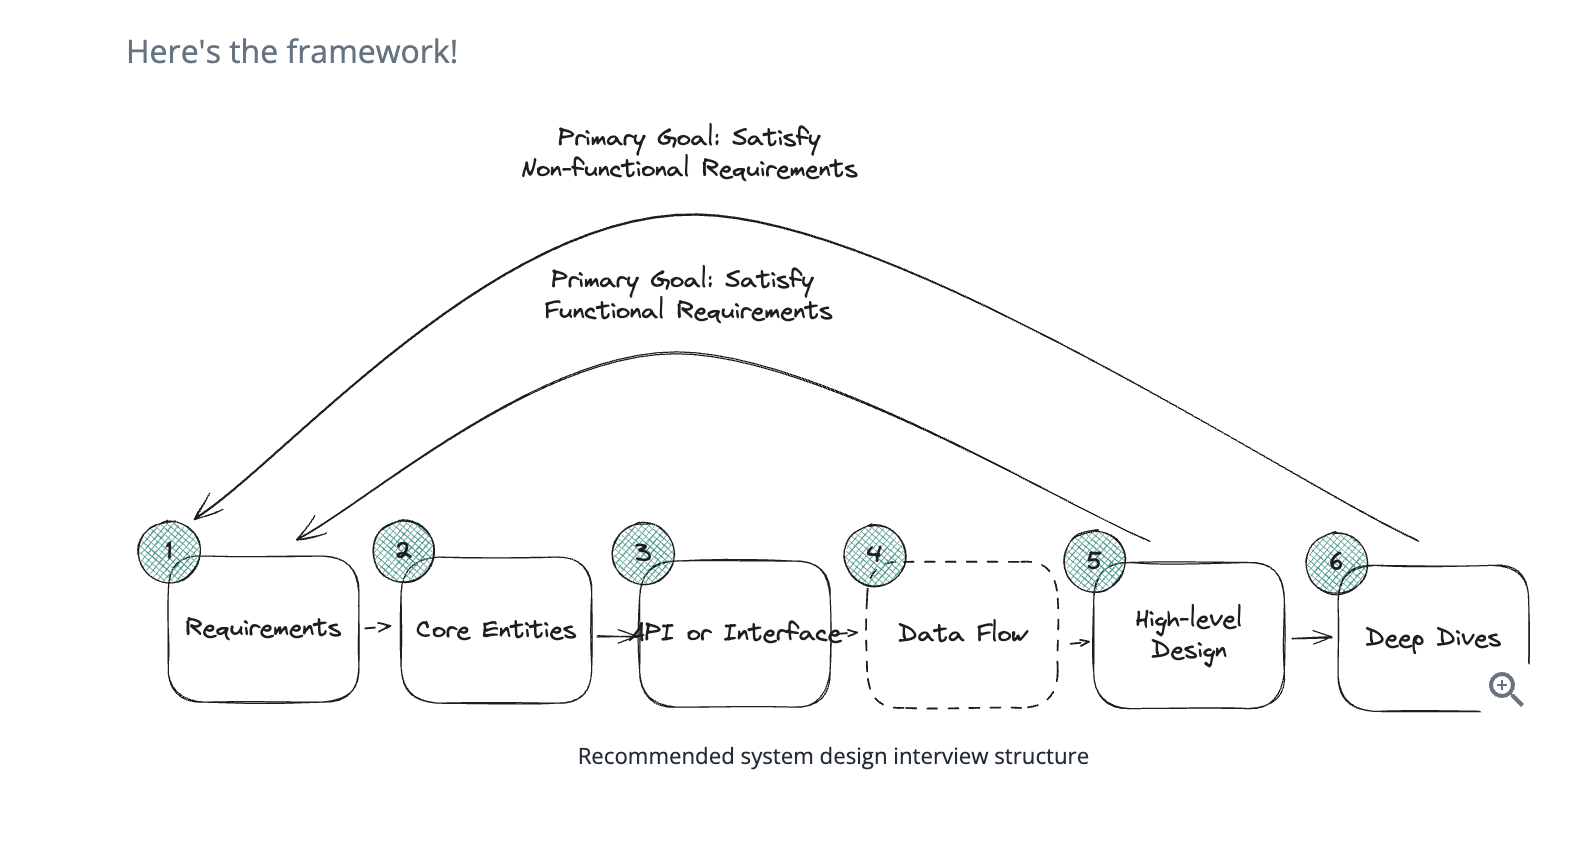 Here's the framework!
Primary Goal: Satisfy
Non-functional Requirements
Primary Goal: Satisfy
Functional Requirements
1
2
3
4
5
6
Requirements
Core Entities
API or Interface
Data Flow
High-level
Design
Deep Dives
Recommended system design interview structure